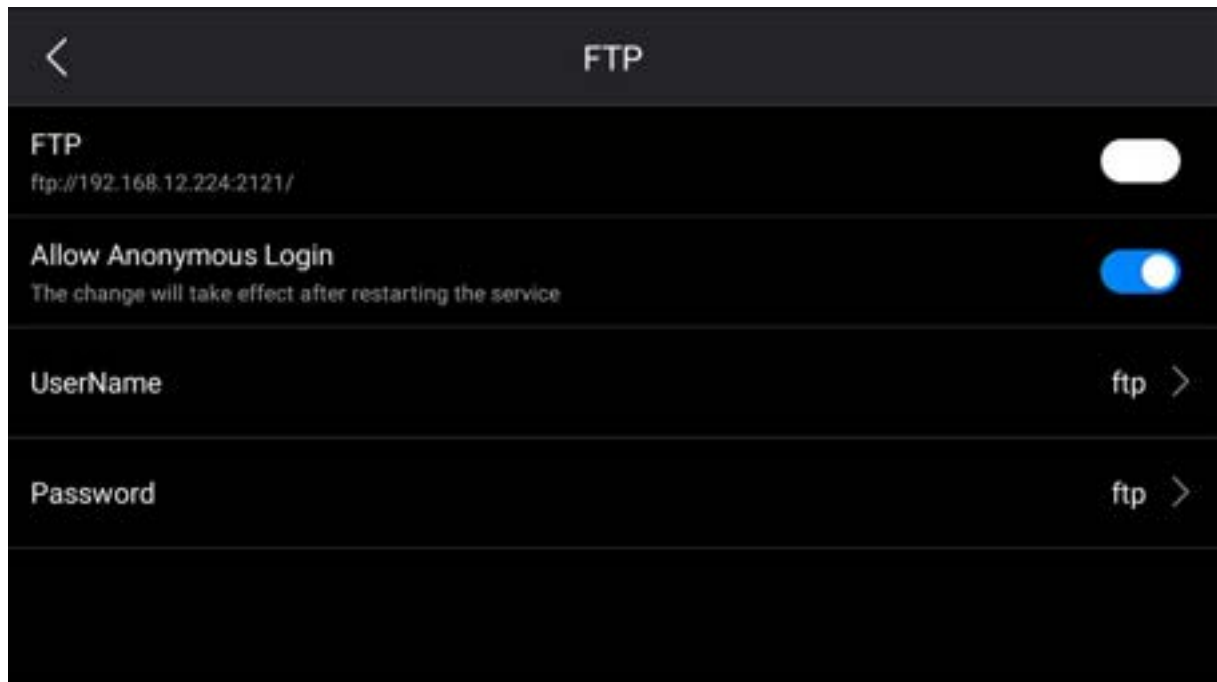 FTP
FTP
ftp://192.168.12.224:2121/
Allow Anonymous Login
The change will take effect after restarting the service
UserName
ftp
Password
ftp